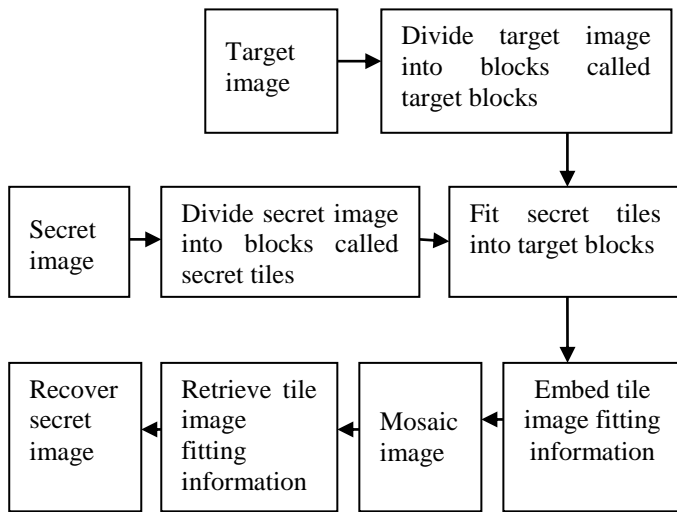 Target
image
Divide target image
into blocks called
target blocks
Secret
image
Divide secret image
into blocks called
secret tiles
Fit secret tiles
into target blocks
Recover
secret
image
Retrieve tile
image
fitting
information
Mosaic
image
Embed tile
image fitting
information